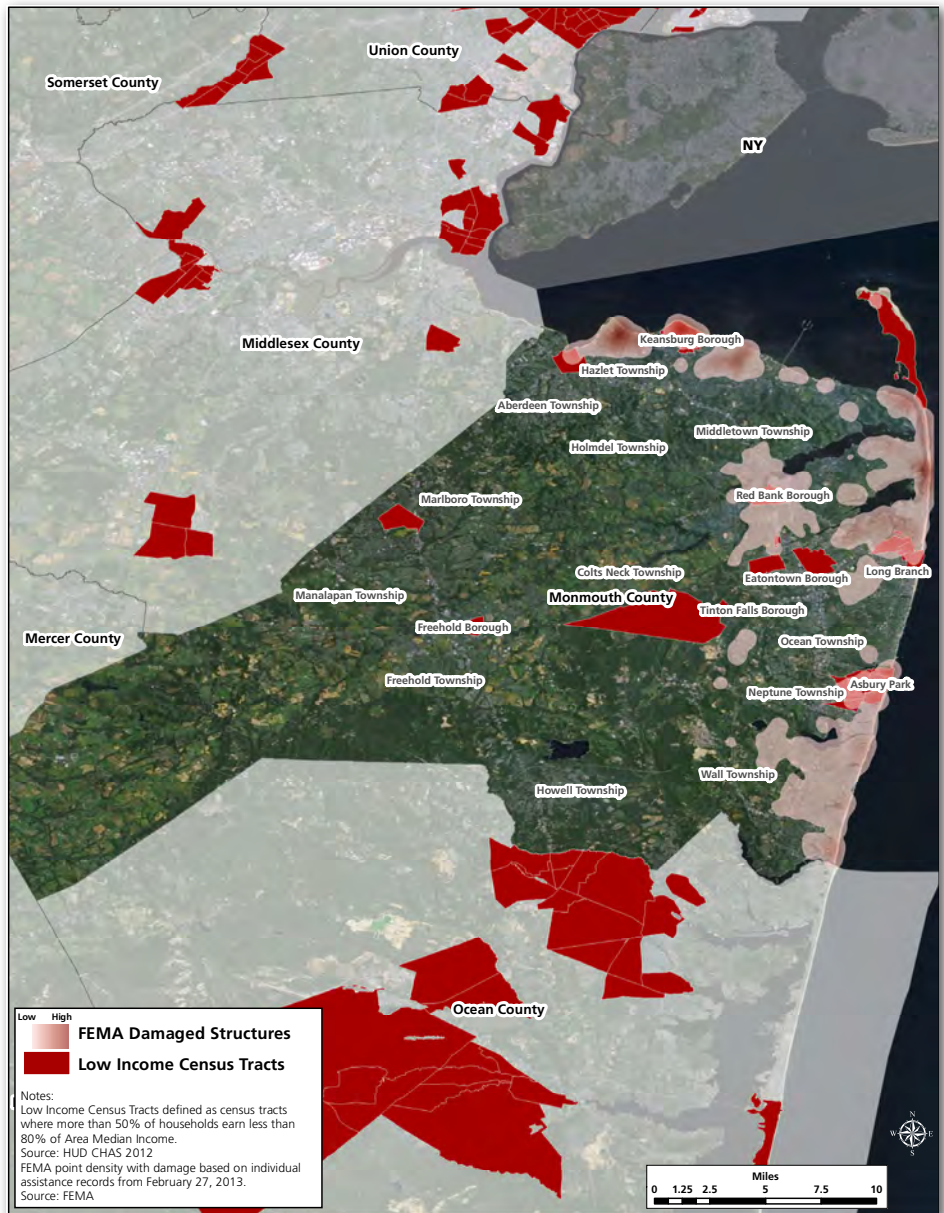 Union County
Somerset County
NY
Middlesex County
Keansburg Borough
Hazlet Township
Aberdeen Township
Middletown Township
Holmdel Township
Red Bank Borough
Marlboro Township
Long Branch
Colts Neck Township
Eatontown Borough
Manalapan Township
Monmouth County
Tinton Falls Borough
Freehold Borough
Mercer County
Ocean Township
Freehold Township
Asbury Park
Neptune Township
Wall Township
Howell Township
Ocean County
Low High
FEMA Damaged Structures
Low Income Census Tracts
Notes:
Low Income Census Tracts defined as census tracts
where more than 50% of households earn less than
80% of Area Median Income.
Source: HUD CHAS 2012
FEMA point density with damage based on individual
assistance records from February 27, 2013.
Source: FEMA
N
W E
S
Miles
0 1.25 2.5 5 7.5 10